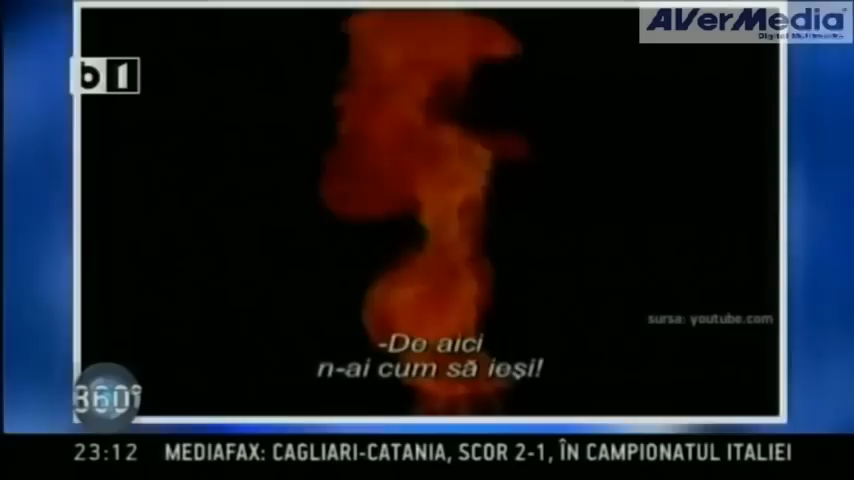 AVerMedia®
Digital Multimedia
b1
sursa: youtube.com
-De aici
n-ai cum să ieşi!
360°
23:12 MEDIAFAX: CAGLIARI-CATANIA, SCOR 2-1, ÎN CAMPIONATUL ITALIEI